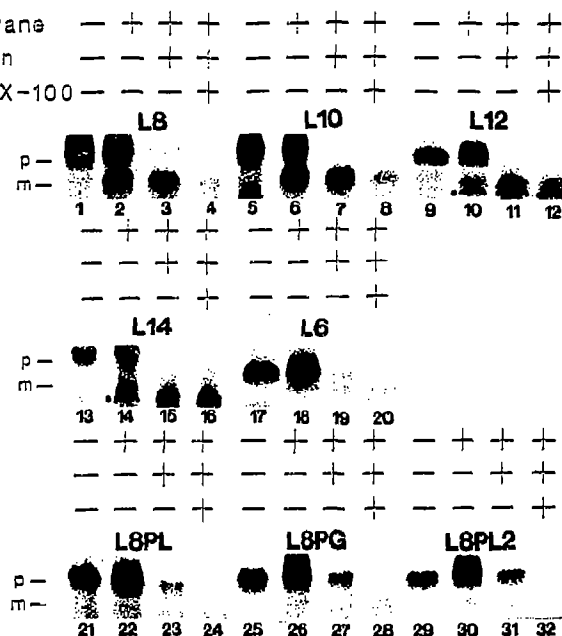 ane — + + + — + + + — + + +
n — — + + — — + + — — + +
X-100 — — — + — — — + — — — +
L8 L10 L12
p —
m —
1 2 3 4 5 6 7 8 9 10 11 12
— + + + — + + +
— — + + — — + +
— — — + — — — +
L14 L6
p —
m —
13 14 15 16 17 18 19 20
— + + + — + + + — + + +
— — + + — — + + — — + +
— — — + — — — + — — — +
L8PL L8PG L8PL2
p —
m —
21 22 23 24 25 26 27 28 29 30 31 32